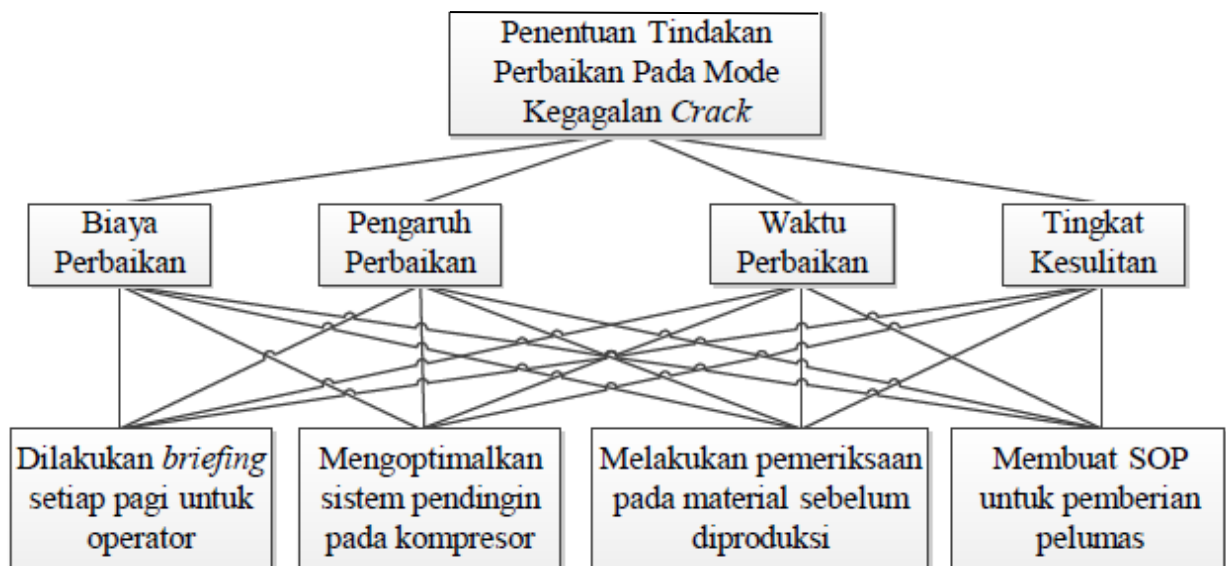 Penentuan Tindakan
Perbaikan Pada Mode
Kegagalan Crack
Biaya
Perbaikan
Pengaruh
Perbaikan
Waktu
Perbaikan
Tingkat
Kesulitan
Dilakukan briefing
setiap pagi untuk
operator
Mengoptimalkan
sistem pendingin
pada kompresor
Melakukan pemeriksaan
pada material sebelum
diproduksi
Membuat SOP
untuk pemberian
pelumas